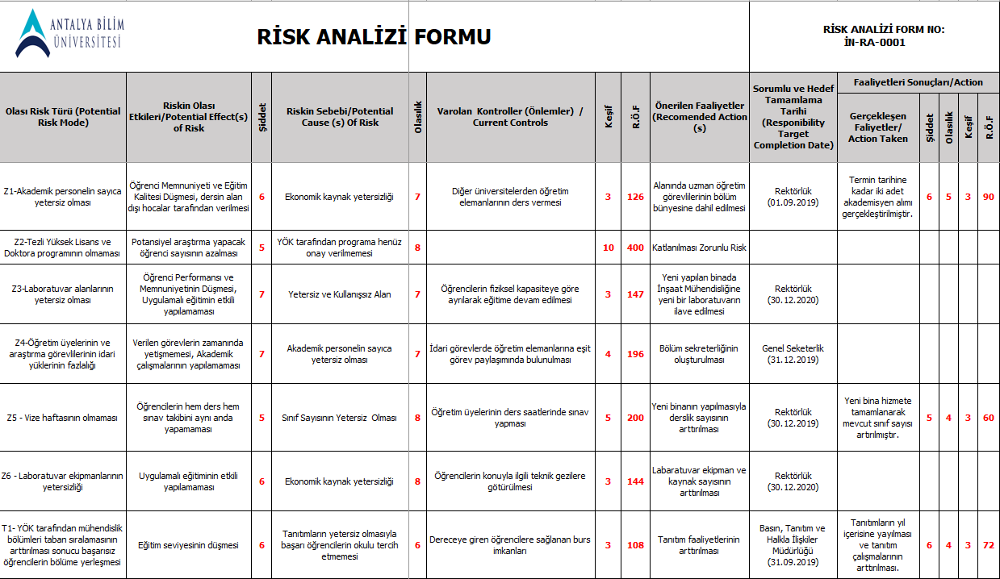 ANTALYA BİLİM
ÜNİVERSİTESİ
RİSK ANALİZİ FORMU
RİSK ANALİZİ FORM NO:
İN-RA-0001
Olası Risk Türü (Potential
Risk Mode)
Riskin Olası
Etkileri/Potential Effect(s)
of Risk
Şiddet
Riskin Sebebi/Potential
Cause (s) Of Risk
Olasılık
Varolan Kontroller (Önlemler) /
Current Controls
Keşif
R.Ö.F
Önerilen Faaliyetler
(Recomended Action
(s)
Sorumlu ve Hedef
Tamamlama
Tarihi
(Responibility
Target
Completion Date)
Faaliyetleri Sonuçları/Action
Gerçekleşen
Faliyetler/
Action Taken
Şiddet
Olasılık
Keşif
R.Ö.F
Z1-Akademik personelin sayıca
yetersiz olması
Öğrenci Memnuniyeti ve Eğitim
Kalitesi Düşmesi, dersin alan
dışı hocalar tarafından verilmesi
6
Ekonomik kaynak yetersizliği
7
Diğer üniversitelerden öğretim
elemanlarının ders vermesi
3
126
Alanında uzman öğretim
görevlilerinin bölüm
bünyesine dahil edilmesi
Rektörlük
(01.09.2019)
Termin tarihine
kadar iki adet
akademisyen alımı
gerçekleştirilmiştir.
6
5
3
90
Z2-Tezli Yüksek Lisans ve
Doktora programının olmaması
Potansiyel araştırma yapacak
öğrenci sayısının azalması
5
YÖK tarafından programa henüz
onay verilmemesi
8
10
400
Katlanılması Zorunlu Risk
Z3-Laboratuvar alanlarının
yetersiz olması
Öğrenci Performansı ve
Memnuniyetinin Düşmesi,
Uygulamalı eğitimin etkili
yapılamaması
7
Yetersiz ve Kullanışsız Alan
7
Öğrencilerin fiziksel kapasiteye göre
ayrılarak eğitime devam edilmesi
3
147
Yeni yapılan binada
İnşaat Mühendisliğine
yeni bir laboratuvarın
ilave edilmesi
Rektörlük
(30.12.2020)
Z4-Öğretim üyelerinin ve
araştırma görevlilerinin idari
yüklerinin fazlalığı
Verilen görevlerin zamanında
yetişmemesi, Akademik
çalışmalarının yapılamaması
7
Akademik personelin sayıca
yetersiz olması
7
İdari görevlerde öğretim elemanlarına eşit
görev paylaşımında bulunulması
4
196
Bölüm sekreterliğinin
oluşturulması
Genel Seketerlik
(31.12.2019)
Z5 - Vize haftasının olmaması
Öğrencilerin hem ders hem
sınav takibini aynı anda
yapamaması
5
Sınıf Sayısının Yetersiz Olması
8
Öğretim üyelerinin ders saatlerinde sınav
yapması
5
200
Yeni binanın yapılmasıyla
derslik sayısının
arttırılması
Rektörlük
(30.12.2019)
Yeni bina hizmete
tamamlanarak
mevcut sınıf sayısı
artırılmıştır.
5
4
3
60
Z6 - Laboratuvar ekipmanlarının
yetersizliği
Uygulamalı eğitiminin etkili
yapılamaması
6
Ekonomik kaynak yetersizliği
8
Öğrencilerin konuyla ilgili teknik gezilere
götürülmesi
3
144
Labaratuvar ekipman ve
kaynak sayısının
arttırılması
Rektörlük
(30.12.2020)
T1- YÖK tarafından mühendislik
bölümleri taban sıralamasının
arttırılması sonucu başarısız
öğrencilerin bölüme yerleşmesi
Eğitim seviyesinin düşmesi
6
Tanıtımların yetersiz olmasıyla
başarı öğrencilerin okulu tercih
etmemesi
6
Dereceye giren öğrencilere sağlanan burs
imkanları
3
108
Tanıtım faaliyetlerinin
arttırılması
Basın, Tanıtım ve
Halkla İlişkiler
Müdürlüğü
(31.09.2019)
Tanıtımların yıl
içerisine yayılması
ve tanıtım
çalışmalarının
arttırılması.
6
4
3
72